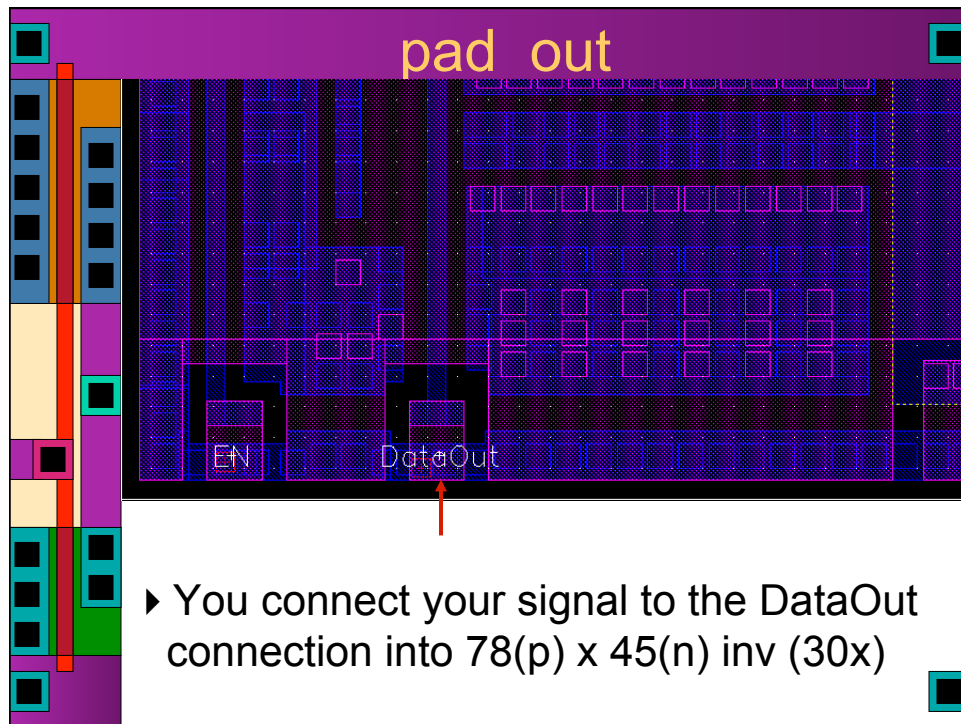 pad out
EN
DataOut
You connect your signal to the DataOut
connection into 78(p) x 45(n) inv (30x)